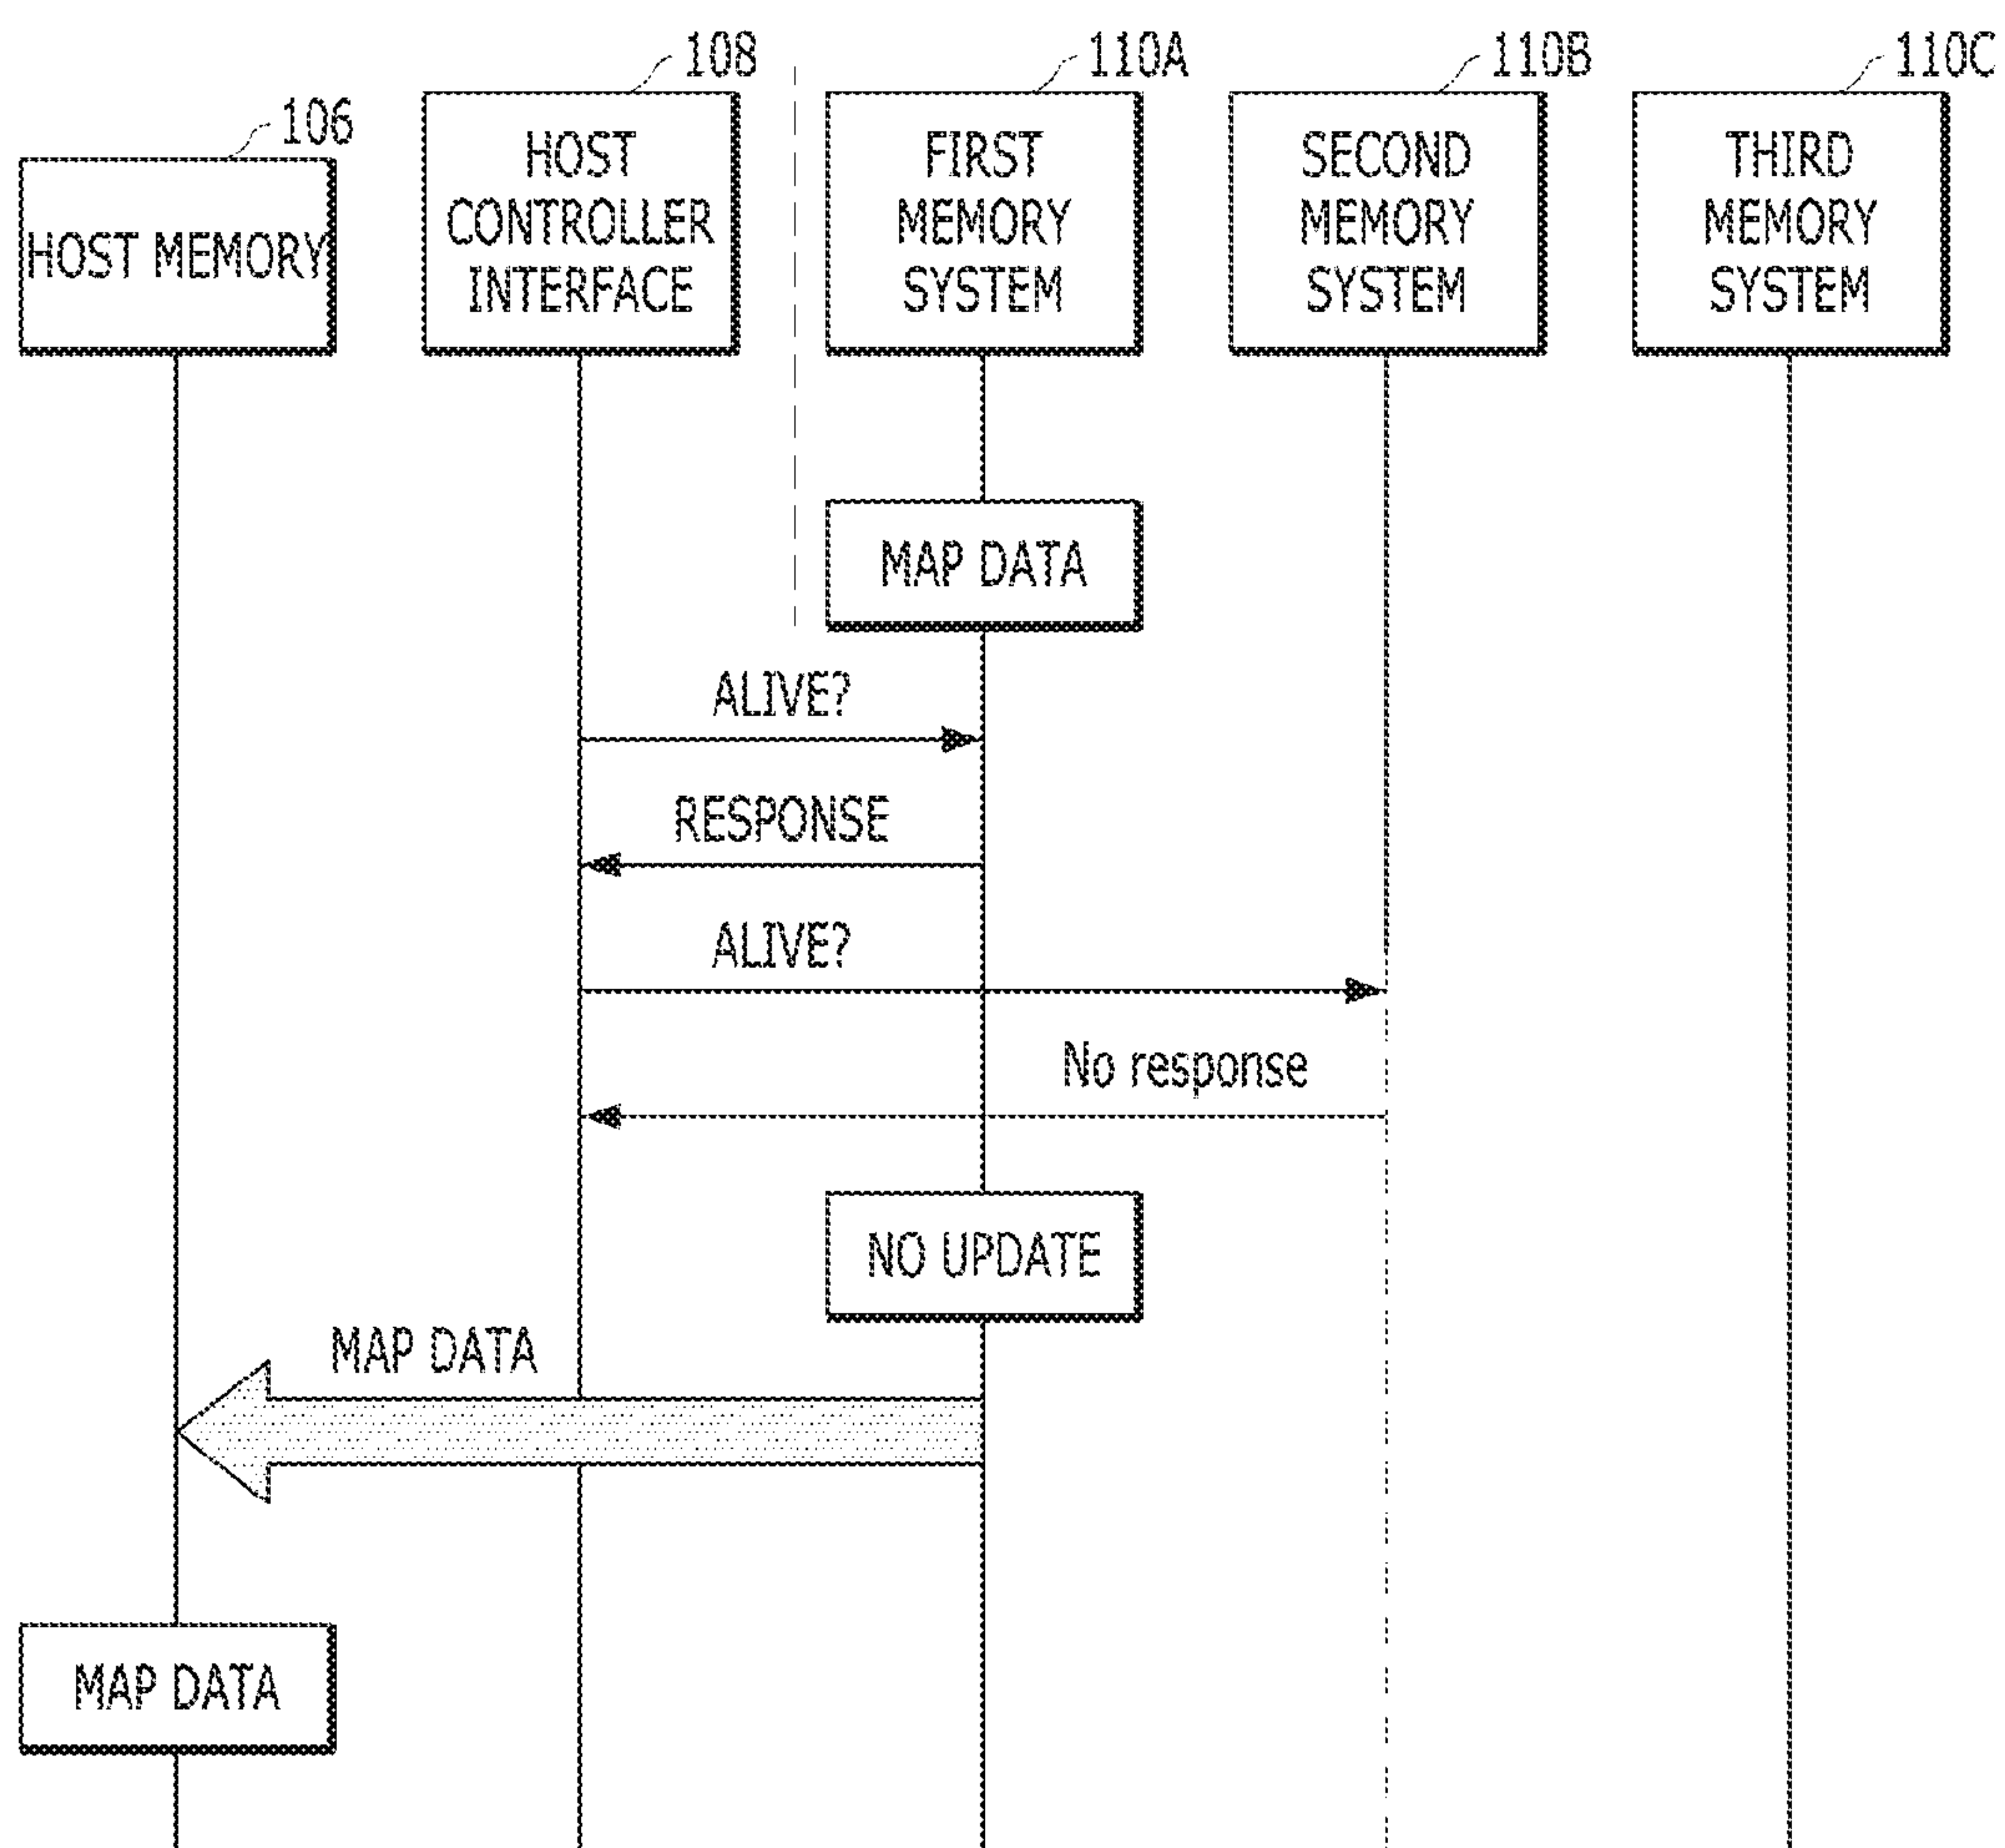 108
110A
110B
110C
106
HOST MEMORY
HOST
CONTROLLER
INTERFACE
FIRST
MEMORY
SYSTEM
SECOND
MEMORY
SYSTEM
THIRD
MEMORY
SYSTEM
MAP DATA
ALIVE?
RESPONSE
ALIVE?
No response
NO UPDATE
MAP DATA
MAP DATA